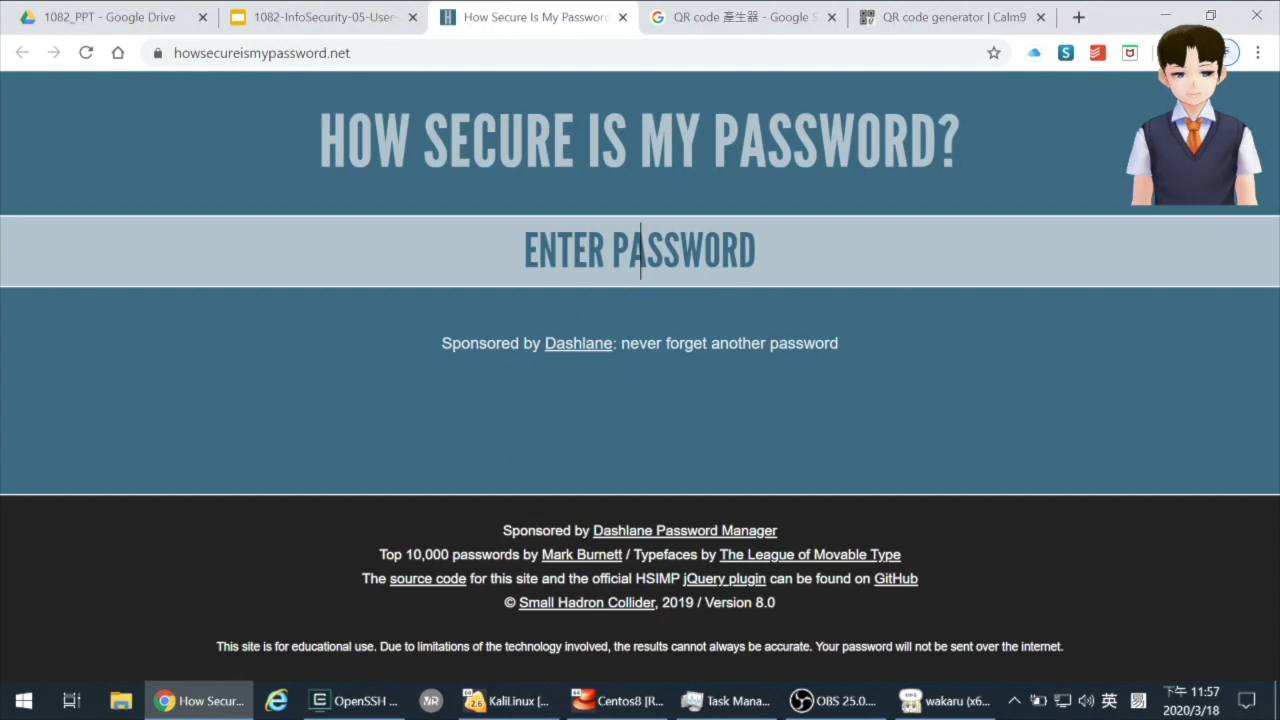 1082_PPT - Google Drive
1082-InfoSecurity-05-User-
How Secure Is My Password
QR code 產生器 - Google S
QR code generator | Calm9
howsecureismypassword.net
HOW SECURE IS MY PASSWORD?
ENTER PASSWORD
Sponsored by Dashlane: never forget another password
Sponsored by Dashlane Password Manager
Top 10,000 passwords by Mark Burnett / Typefaces by The League of Movable Type
The source code for this site and the official HSIMP jQuery plugin can be found on GitHub
© Small Hadron Collider, 2019 / Version 8.0
This site is for educational use. Due to limitations of the technology involved, the results cannot always be accurate. Your password will not be sent over the internet.
How Secur...
OpenSSH ...
KaliLinux [...
Centos8 [R...
Task Mana...
OBS 25.0....
wakaru (x6...
英
下午 11:57
2020/3/18